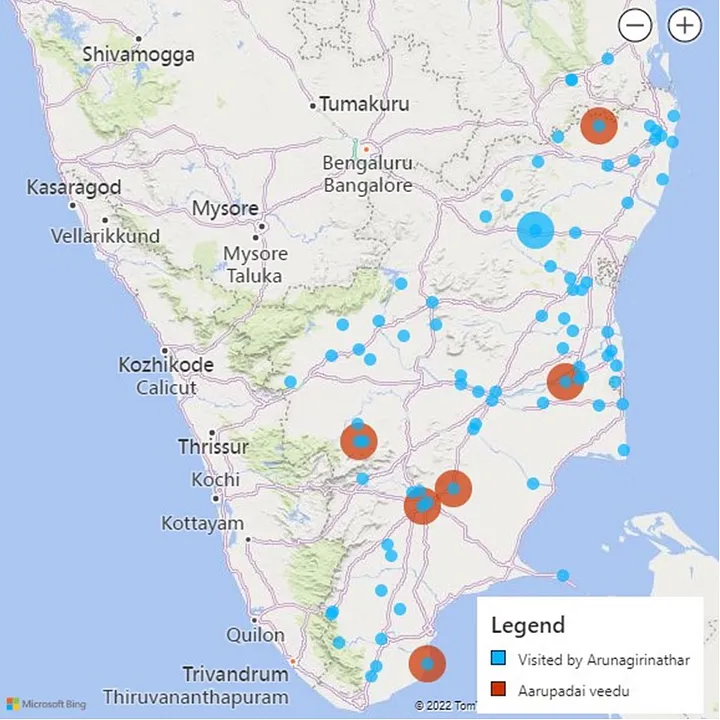 Shivamogga
Tumakuru
Bengaluru
Bangalore
Kasaragod
Mysore
Vellarikkund
Mysore
Taluka
Kozhikode
Calicut
Thrissur
Kochi
Kottayam
Quilon
Trivandrum
Thiruvananthapuram
Legend
Visited by Arunagirinathar
Aarupadai veedu
Microsoft Bing
© 2022 Tom